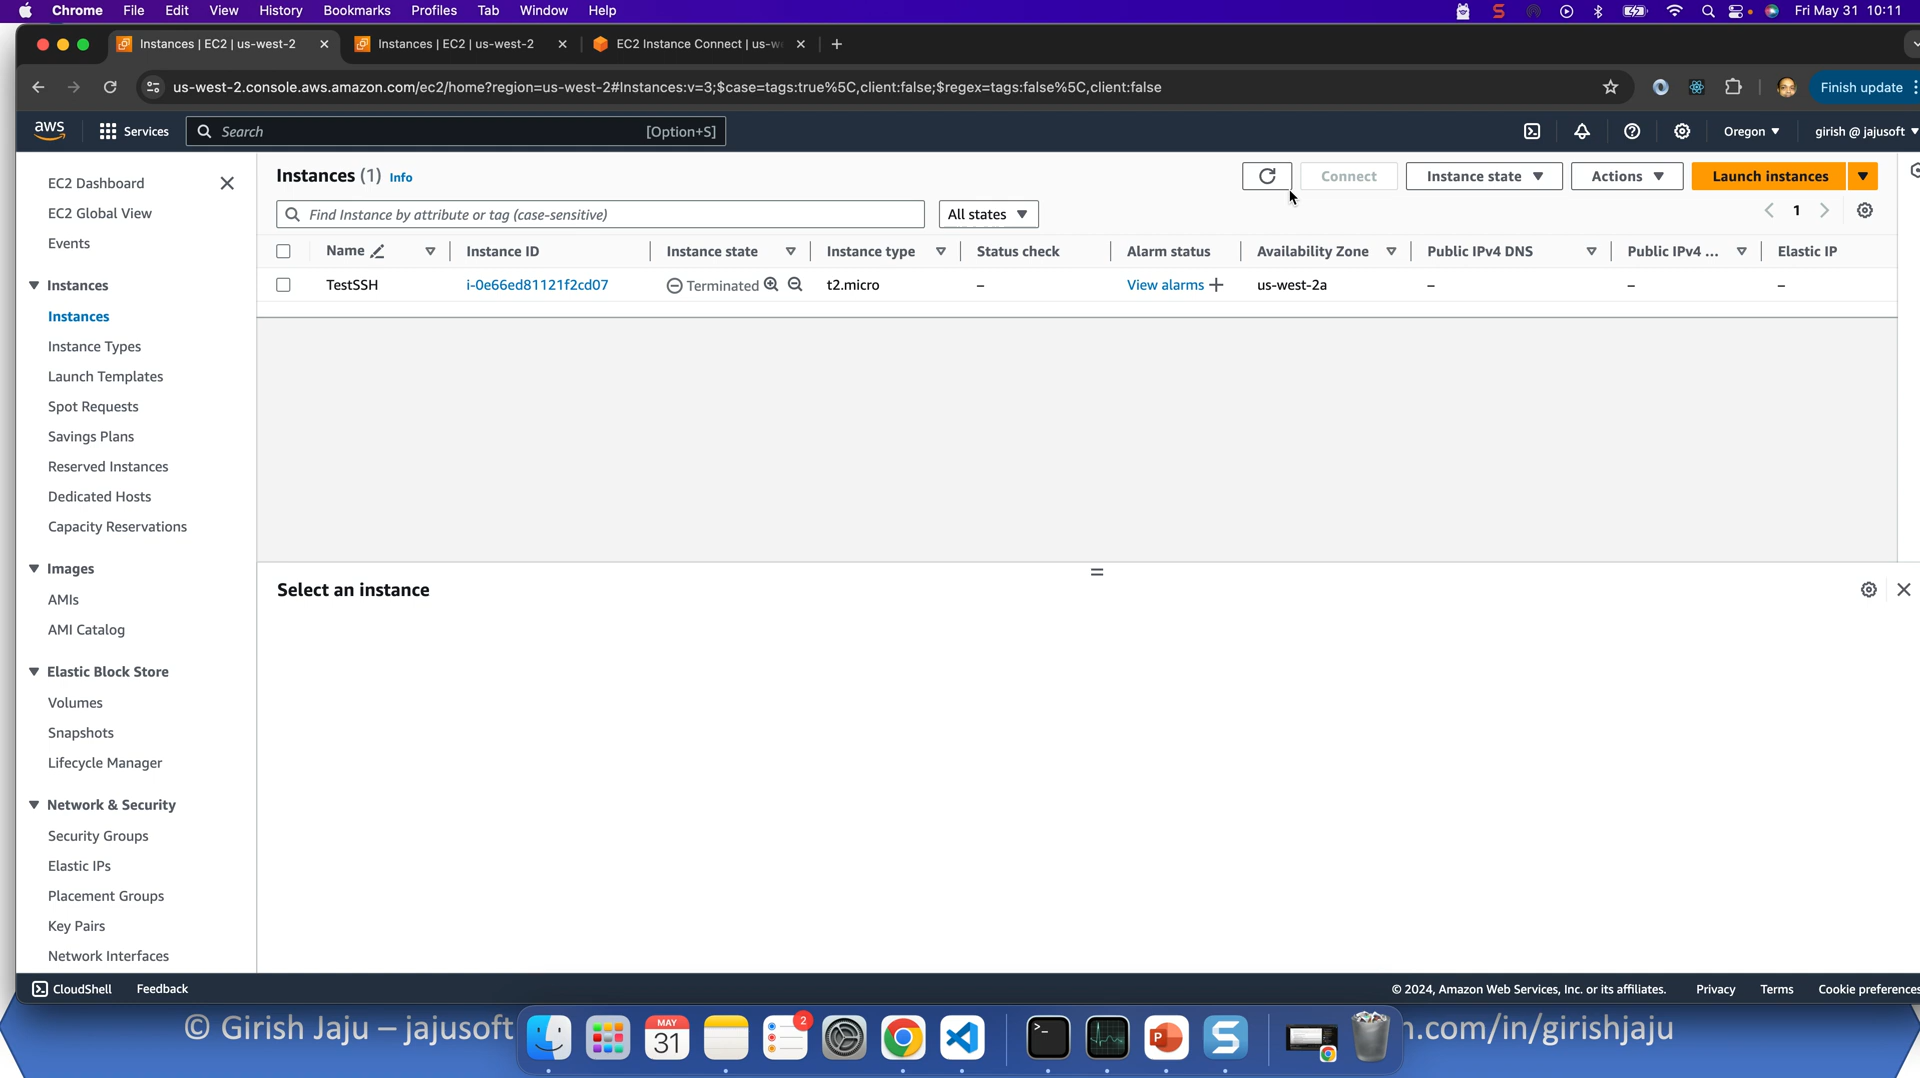 Chrome File Edit View History Bookmarks Profiles Tab Window Help Fri May 31 10:11
Instances | EC2 | us-west-2 Instances | EC2 | us-west-2 EC2 Instance Connect | us-w
us-west-2.console.aws.amazon.com/ec2/home?region=us-west-2#Instances:v=3;$case=tags:true%5C,client:false;$regex=tags:false%5C,client:false Finish update
aws Services Search [Option+S] Oregon girish @ jajusoft
EC2 Dashboard
EC2 Global View
Events
Instances
Instances
Instance Types
Launch Templates
Spot Requests
Savings Plans
Reserved Instances
Dedicated Hosts
Capacity Reservations
Images
AMIs
AMI Catalog
Elastic Block Store
Volumes
Snapshots
Lifecycle Manager
Network & Security
Security Groups
Elastic IPs
Placement Groups
Key Pairs
Network Interfaces
Instances (1) Info Connect Instance state Actions Launch instances
Find Instance by attribute or tag (case-sensitive) All states 1
Name Instance ID Instance state Instance type Status check Alarm status Availability Zone Public IPv4 DNS Public IPv4 ... Elastic IP
TestSSH i-0e66ed81121f2cd07 Terminated t2.micro – View alarms + us-west-2a – – –
Select an instance
CloudShell Feedback © 2024, Amazon Web Services, Inc. or its affiliates. Privacy Terms Cookie preferences
© Girish Jaju – jajusoft n.com/in/girishjaju
MAY
31
2